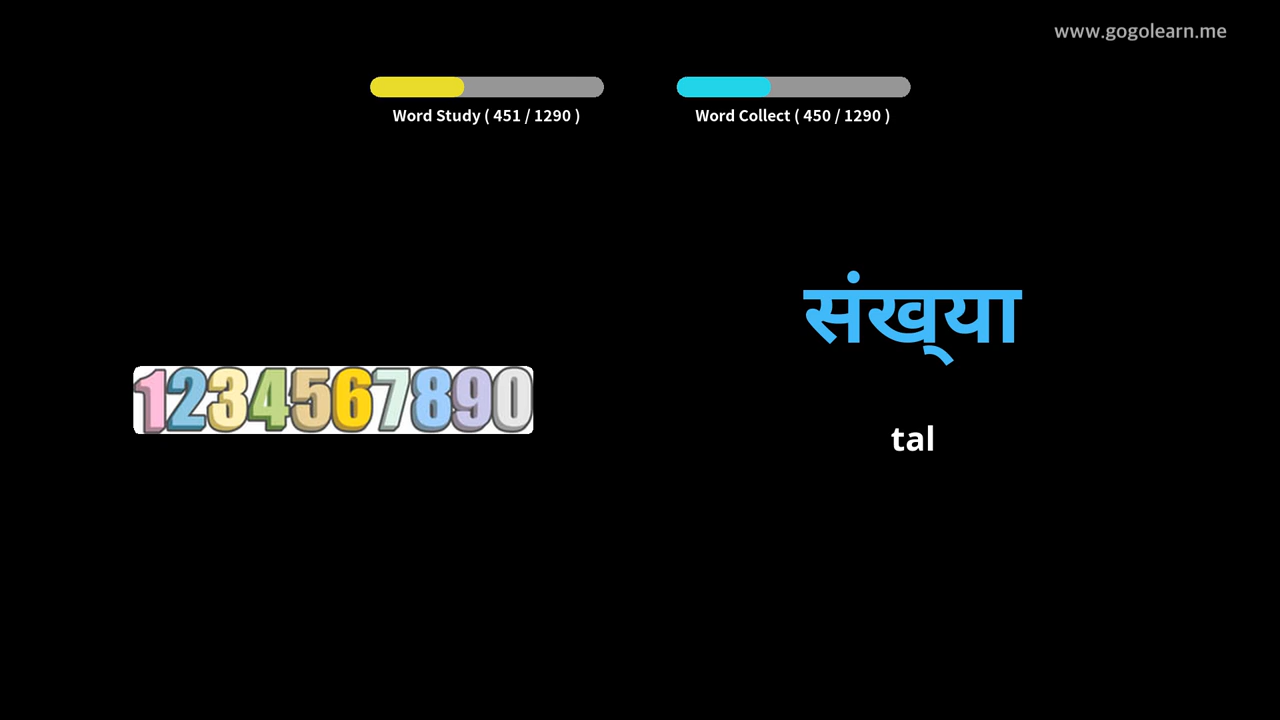 www.gogolearn.me
Word Study ( 451 / 1290 )
Word Collect ( 450 / 1290 )
संख्‌या
1234567890
tal